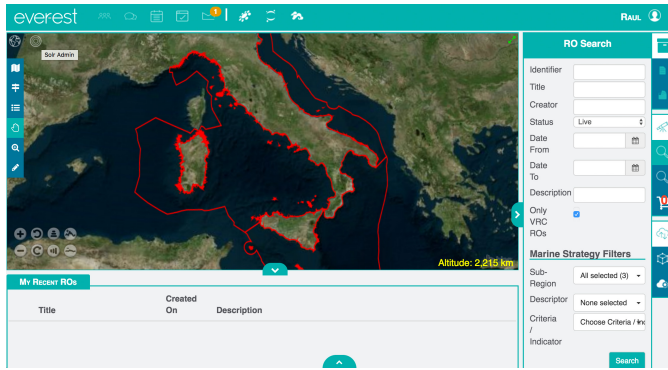 everest
1
RAUL
Solr Admin
Altitude: 2,215 km
MY RECENT ROS
Title
Created On
Description
RO Search
Identifier
Title
Creator
Status
Live
Date From
Date To
Description
Only VRC ROs
Marine Strategy Filters
Sub-Region
All selected (3)
Descriptor
None selected
Criteria / Indicator
Choose Criteria / Ind
Search